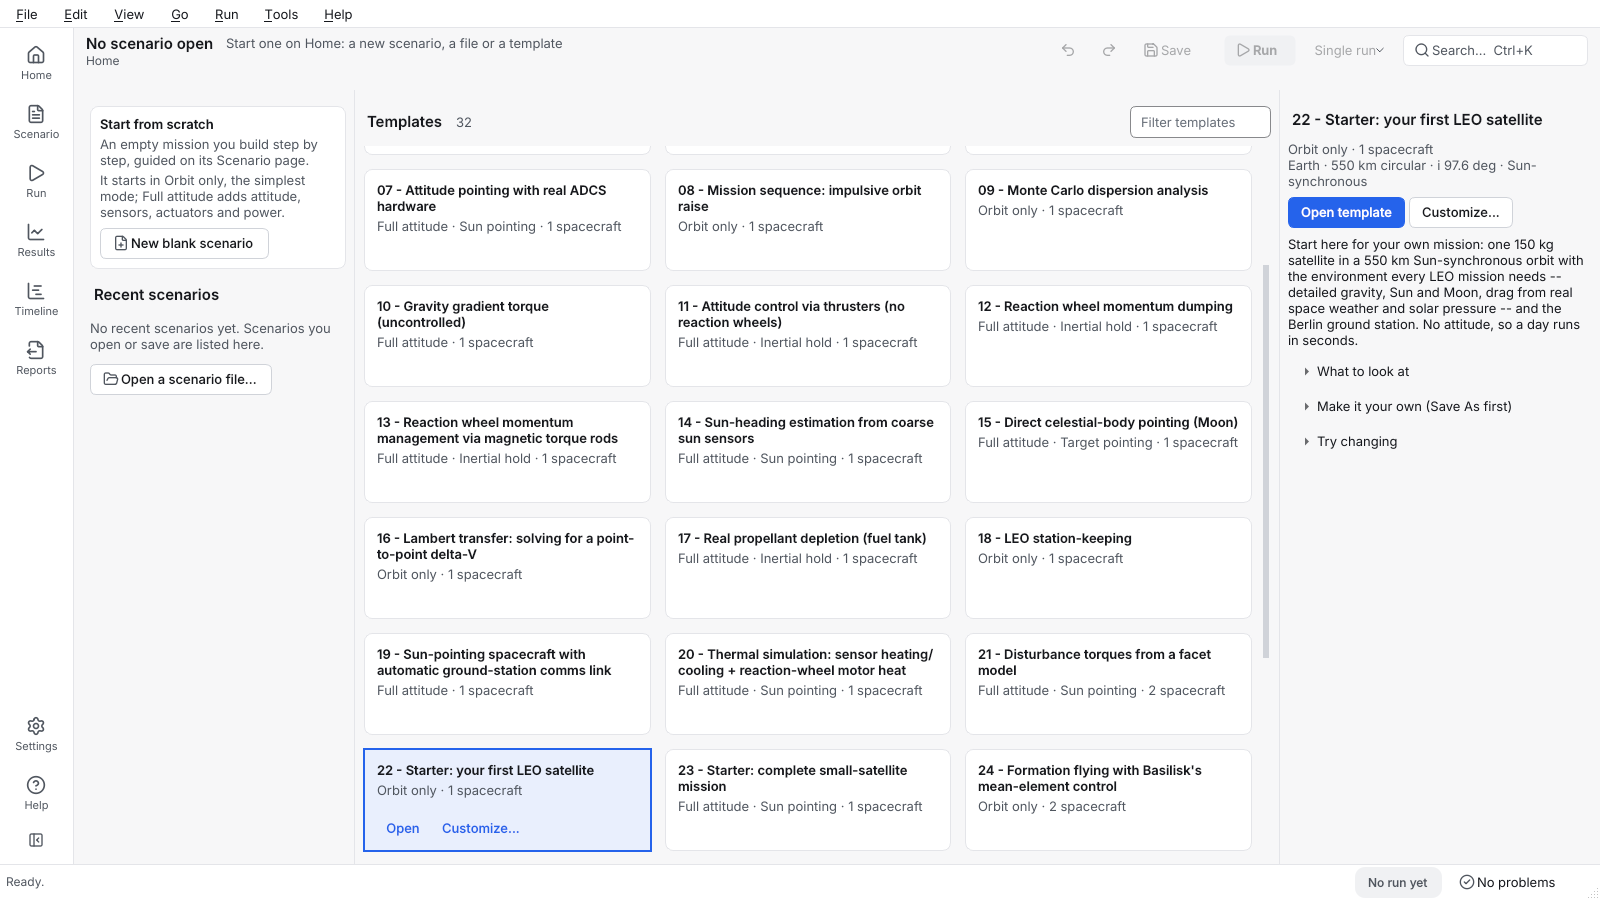 File Edit View Go Run Tools Help
No scenario open Start one on Home: a new scenario, a file or a template
Home
Save
Run
Single run
Search... Ctrl+K
Home
Scenario
Run
Results
Timeline
Reports
Settings
Help
Start from scratch
An empty mission you build step by
step, guided on its Scenario page.
It starts in Orbit only, the simplest
mode; Full attitude adds attitude,
sensors, actuators and power.
New blank scenario
Recent scenarios
No recent scenarios yet. Scenarios you
open or save are listed here.
Open a scenario file...
Templates 32
Filter templates
07 - Attitude pointing with real ADCS
hardware
Full attitude · Sun pointing · 1 spacecraft
08 - Mission sequence: impulsive orbit
raise
Orbit only · 1 spacecraft
09 - Monte Carlo dispersion analysis
Orbit only · 1 spacecraft
10 - Gravity gradient torque
(uncontrolled)
Full attitude · 1 spacecraft
11 - Attitude control via thrusters (no
reaction wheels)
Full attitude · Inertial hold · 1 spacecraft
12 - Reaction wheel momentum dumping
Full attitude · Inertial hold · 1 spacecraft
13 - Reaction wheel momentum
management via magnetic torque rods
Full attitude · Inertial hold · 1 spacecraft
14 - Sun-heading estimation from coarse
sun sensors
Full attitude · Sun pointing · 1 spacecraft
15 - Direct celestial-body pointing (Moon)
Full attitude · Target pointing · 1 spacecraft
16 - Lambert transfer: solving for a point-
to-point delta-V
Orbit only · 1 spacecraft
17 - Real propellant depletion (fuel tank)
Full attitude · Inertial hold · 1 spacecraft
18 - LEO station-keeping
Orbit only · 1 spacecraft
19 - Sun-pointing spacecraft with
automatic ground-station comms link
Full attitude · 1 spacecraft
20 - Thermal simulation: sensor heating/
cooling + reaction-wheel motor heat
Full attitude · Sun pointing · 1 spacecraft
21 - Disturbance torques from a facet
model
Full attitude · Sun pointing · 2 spacecraft
22 - Starter: your first LEO satellite
Orbit only · 1 spacecraft
Open Customize...
23 - Starter: complete small-satellite
mission
Full attitude · Sun pointing · 1 spacecraft
24 - Formation flying with Basilisk's
mean-element control
Orbit only · 2 spacecraft
22 - Starter: your first LEO satellite
Orbit only · 1 spacecraft
Earth · 550 km circular · i 97.6 deg · Sun-
synchronous
Open template Customize...
Start here for your own mission: one 150 kg
satellite in a 550 km Sun-synchronous orbit with
the environment every LEO mission needs --
detailed gravity, Sun and Moon, drag from real
space weather and solar pressure -- and the
Berlin ground station. No attitude, so a day runs
in seconds.
What to look at
Make it your own (Save As first)
Try changing
Ready.
No run yet
No problems